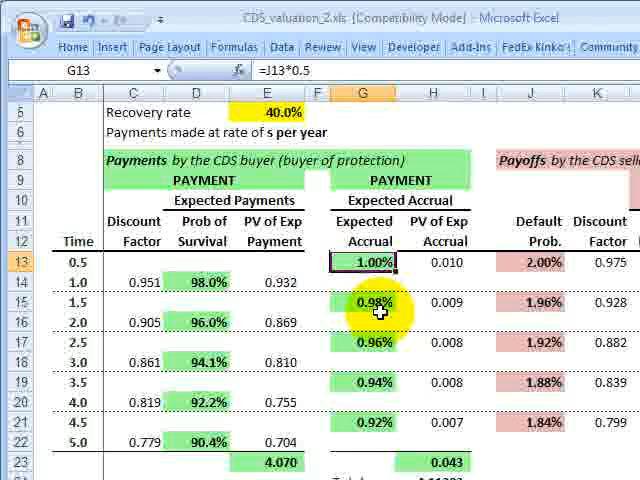 CDS_valuation_2.xls [Compatibility Mode] - Microsoft Excel
Home Insert Page Layout Formulas Data Review View Developer Add-Ins FedEx Kinko's Community
G13 fx =J13*0.5
A B C D E F G H I J K
5 Recovery rate 40.0%
6 Payments made at rate of s per year
8 Payments by the CDS buyer (buyer of protection) Payoffs by the CDS
9 PAYMENT PAYMENT
10 Expected Payments Expected Accrual
11 Discount Prob of PV of Exp Expected PV of Exp Default Discount
12 Time Factor Survival Payment Accrual Accrual Prob. Factor
13 0.5 1.00% 0.010 2.00% 0.975
14 1.0 0.951 98.0% 0.932
15 1.5 0.98% 0.009 1.96% 0.928
16 2.0 0.905 96.0% 0.869
17 2.5 0.96% 0.008 1.92% 0.882
18 3.0 0.861 94.1% 0.810
19 3.5 0.94% 0.008 1.88% 0.839
20 4.0 0.819 92.2% 0.755
21 4.5 0.92% 0.007 1.84% 0.799
22 5.0 0.779 90.4% 0.704
23 4.070 0.043